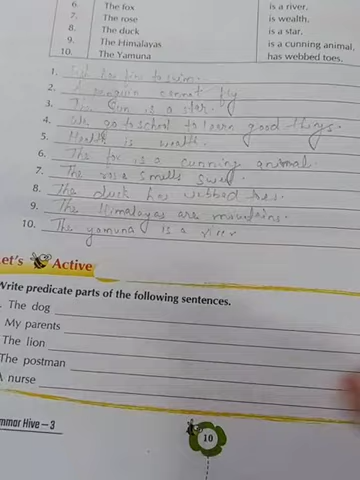 6. The fox is a river.
7. The rose is wealth.
8. The duck is a star.
9. The Himalayas is a cunning animal.
10. The Yamuna has webbed toes.
1. has fins to swim.
2. A penguin cannot fly
3. The Sun is a star.
4. We go to school to learn good things.
5. Health is wealth.
6. The fox is a cunning animal.
7. The rose smells sweet.
8. The duck has webbed toes.
9. The Himalayas are mountains.
10. The yamuna is a river
Let's Active
Write predicate parts of the following sentences.
The dog
My parents
The lion
The postman
A nurse
mmar Hive-3
10